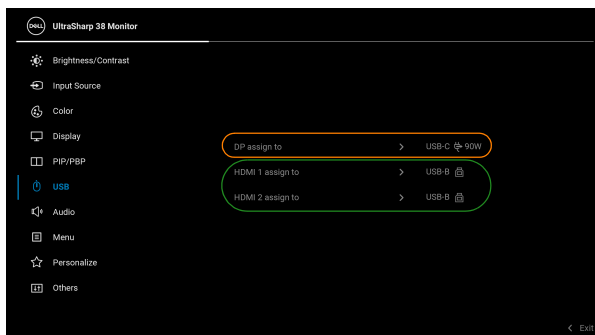 DELL UltraSharp 38 Monitor
Brightness/Contrast
Input Source
Color
Display
DP assign to > USB-C 90W
PIP/PBP
HDMI 1 assign to > USB-B
USB
HDMI 2 assign to > USB-B
Audio
Menu
Personalize
Others
< Exit